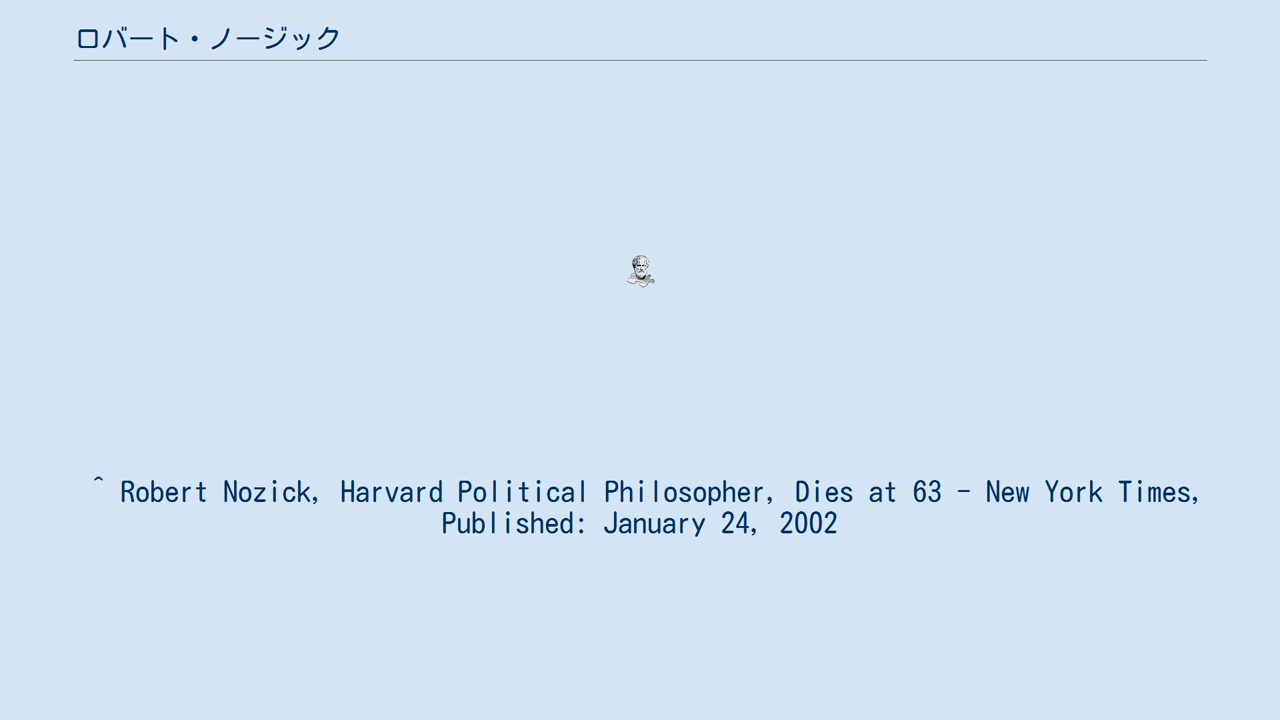 ロバート・ノージック
^ Robert Nozick, Harvard Political Philosopher, Dies at 63 - New York Times,
Published: January 24, 2002